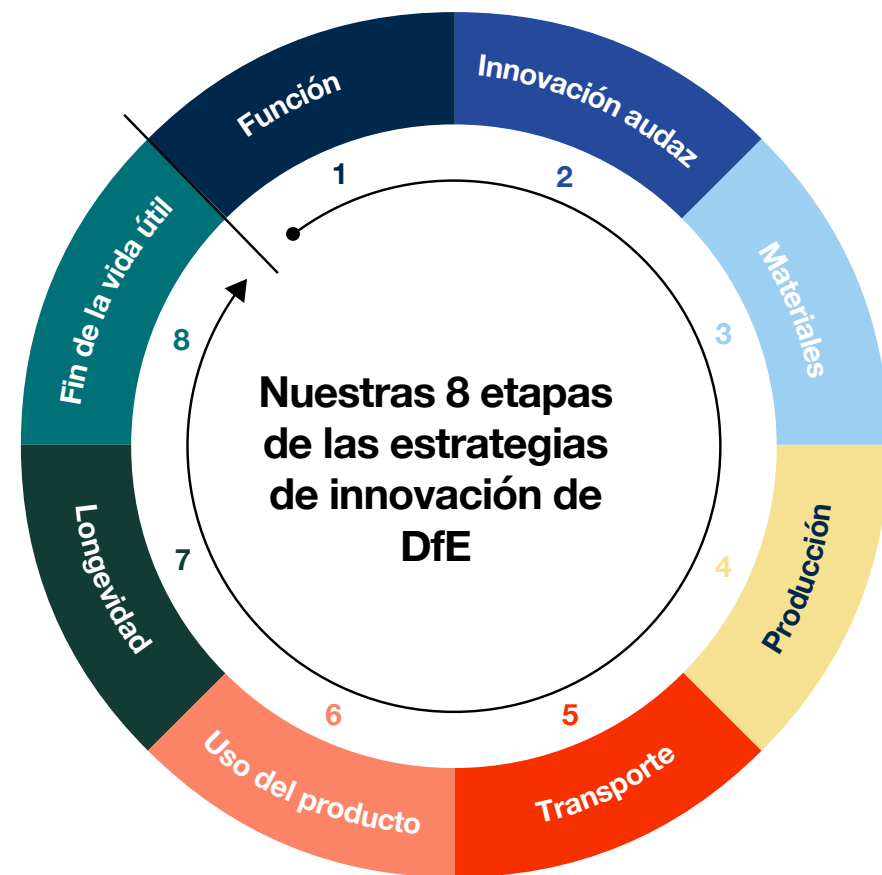 Función
1
Innovación audaz
2
Materiales
3
Producción
4
Transporte
5
Uso del producto
6
Longevidad
7
Fin de la vida útil
8
Nuestras 8 etapas
de las estrategias
de innovación de
DfE